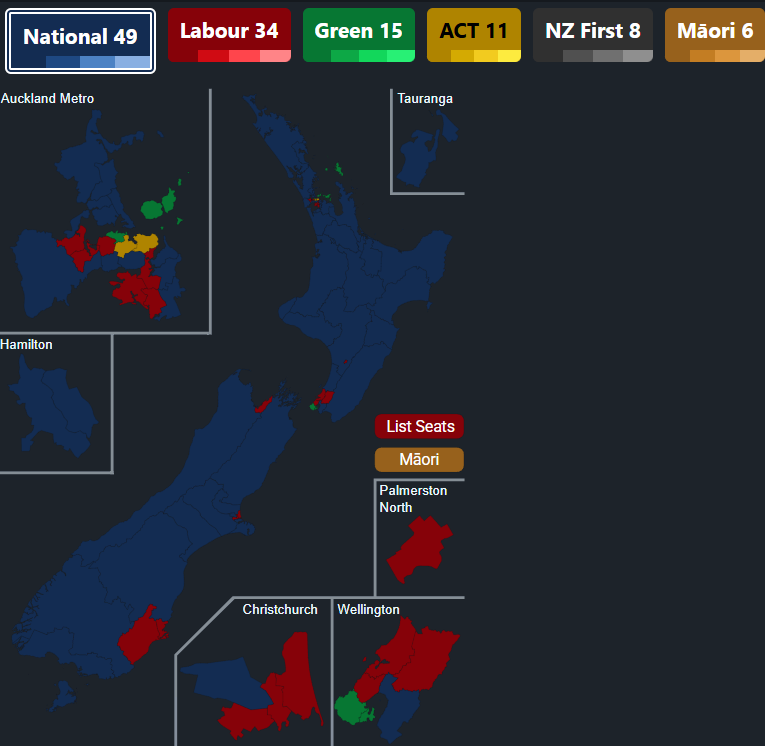 National 49
Labour 34
Green 15
ACT 11
NZ First 8
Māori 6
Auckland Metro
Tauranga
Hamilton
List Seats
Māori
Palmerston
North
Christchurch
Wellington